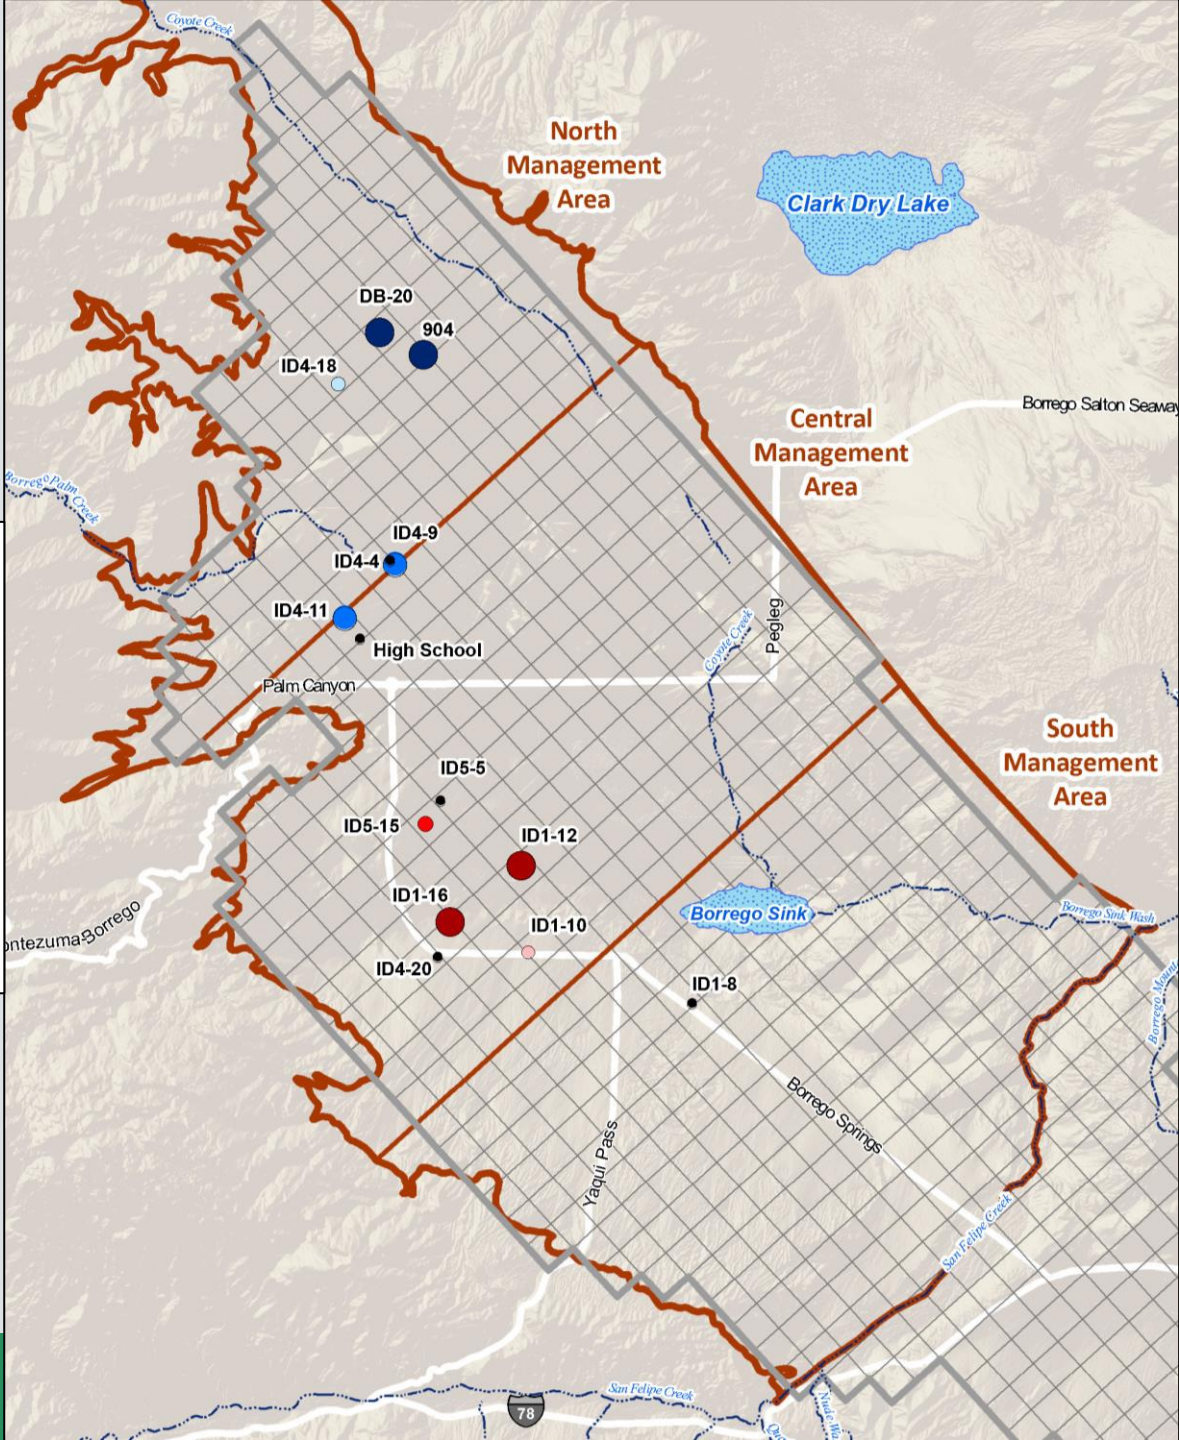 Coyote Creek
North
Management
Area
Clark Dry Lake
DB-20
904
ID4-18
Borrego Salton Seaway
Central
Management
Area
Borrego Palm Creek
ID4-9
ID4-4
ID4-11
High School
Pegleg
Coyote Creek
Palm Canyon
South
Management
Area
ID5-5
ID5-15
ID1-12
ID1-16
ID1-10
Borrego Sink
Borrego Sink Wash
ontezuma-Borrego
ID4-20
ID1-8
Borrego Mount
Borrego Springs
Yaqui Pass
San Felipe Creek
San Felipe Creek
78